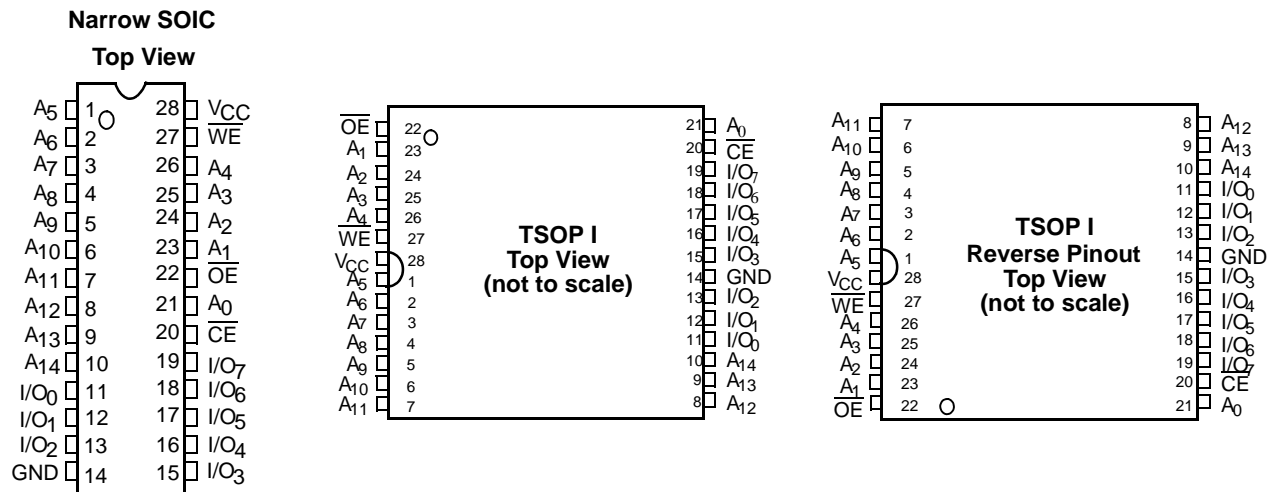 Narrow SOIC
Top View
A5 1 28 VCC
A6 2 27 W̅E̅
A7 3 26 A4
A8 4 25 A3
A9 5 24 A2
A10 6 23 A1
A11 7 22 O̅E̅
A12 8 21 A0
A13 9 20 C̅E̅
A14 10 19 I/O7
I/O0 11 18 I/O6
I/O1 12 17 I/O5
I/O2 13 16 I/O4
GND 14 15 I/O3
TSOP I
Top View
(not to scale)
O̅E̅ 22 21 A0
A1 23 20 C̅E̅
A2 24 19 I/O7
A3 25 18 I/O6
A4 26 17 I/O5
W̅E̅ 27 16 I/O4
VCC 28 15 I/O3
A5 1 14 GND
A6 2 13 I/O2
A7 3 12 I/O1
A8 4 11 I/O0
A9 5 10 A14
A10 6 9 A13
A11 7 8 A12
TSOP I
Reverse Pinout
Top View
(not to scale)
A11 7 8 A12
A10 6 9 A13
A9 5 10 A14
A8 4 11 I/O0
A7 3 12 I/O1
A6 2 13 I/O2
A5 1 14 GND
VCC 28 15 I/O3
W̅E̅ 27 16 I/O4
A4 26 17 I/O5
A3 25 18 I/O6
A2 24 19 I/O7
A1 23 20 C̅E̅
O̅E̅ 22 21 A0